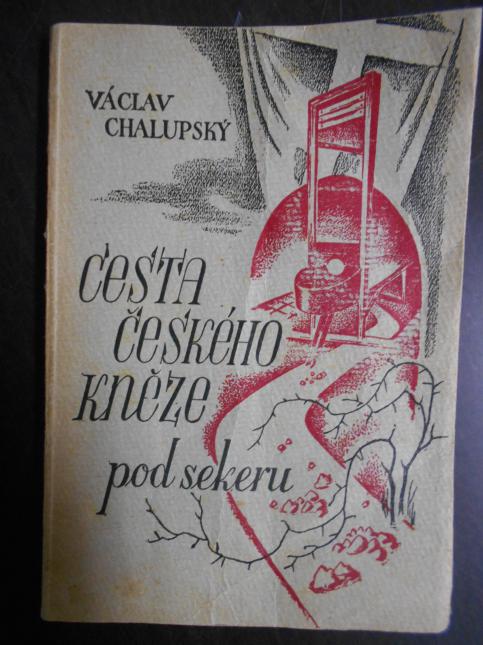 VÁCLAV
CHALUPSKÝ
CESTA
ČESKÉHO
KNĚZE
pod sekeru